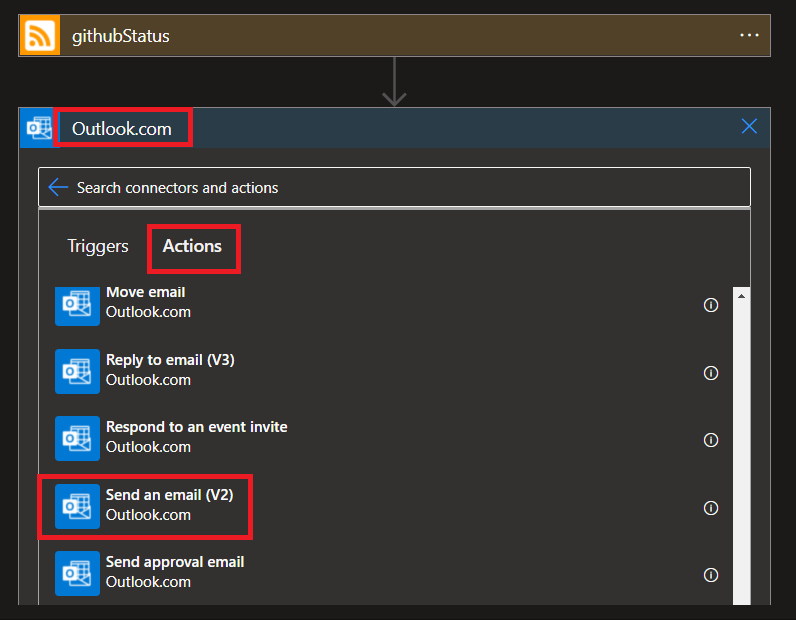 githubStatus
Outlook.com
Search connectors and actions
Triggers Actions
Move email
Outlook.com
Reply to email (V3)
Outlook.com
Respond to an event invite
Outlook.com
Send an email (V2)
Outlook.com
Send approval email
Outlook.com